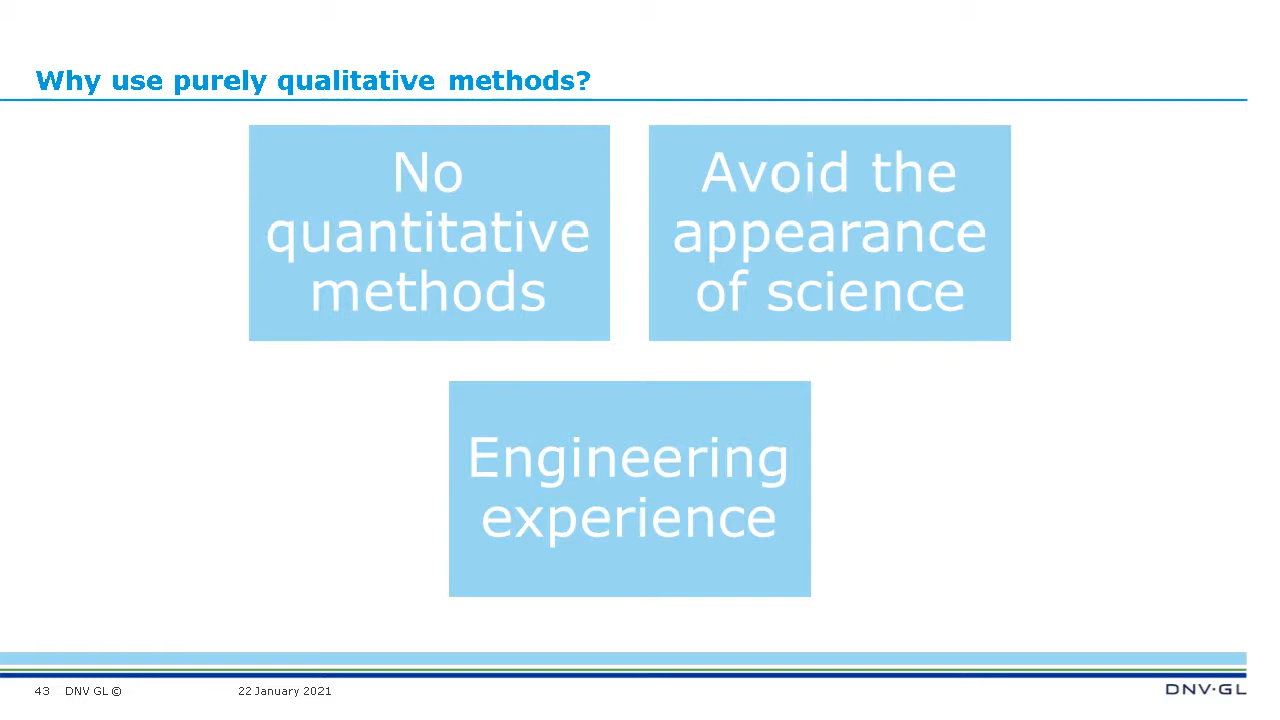 Why use purely qualitative methods?
No
quantitative
methods
Avoid the
appearance
of science
Engineering
experience
43 DNV GL © 22 January 2021
DNV·GL